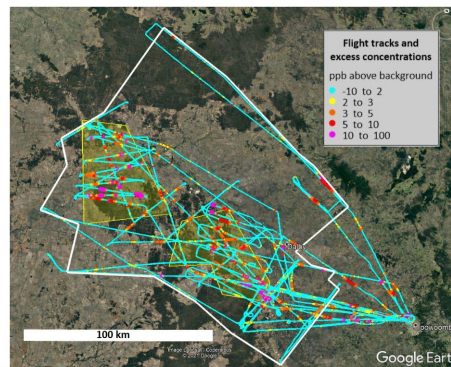 Flight tracks and
excess concentrations
ppb above background
-10 to 2
2 to 3
3 to 5
5 to 10
10 to 100
100 km
Google Earth